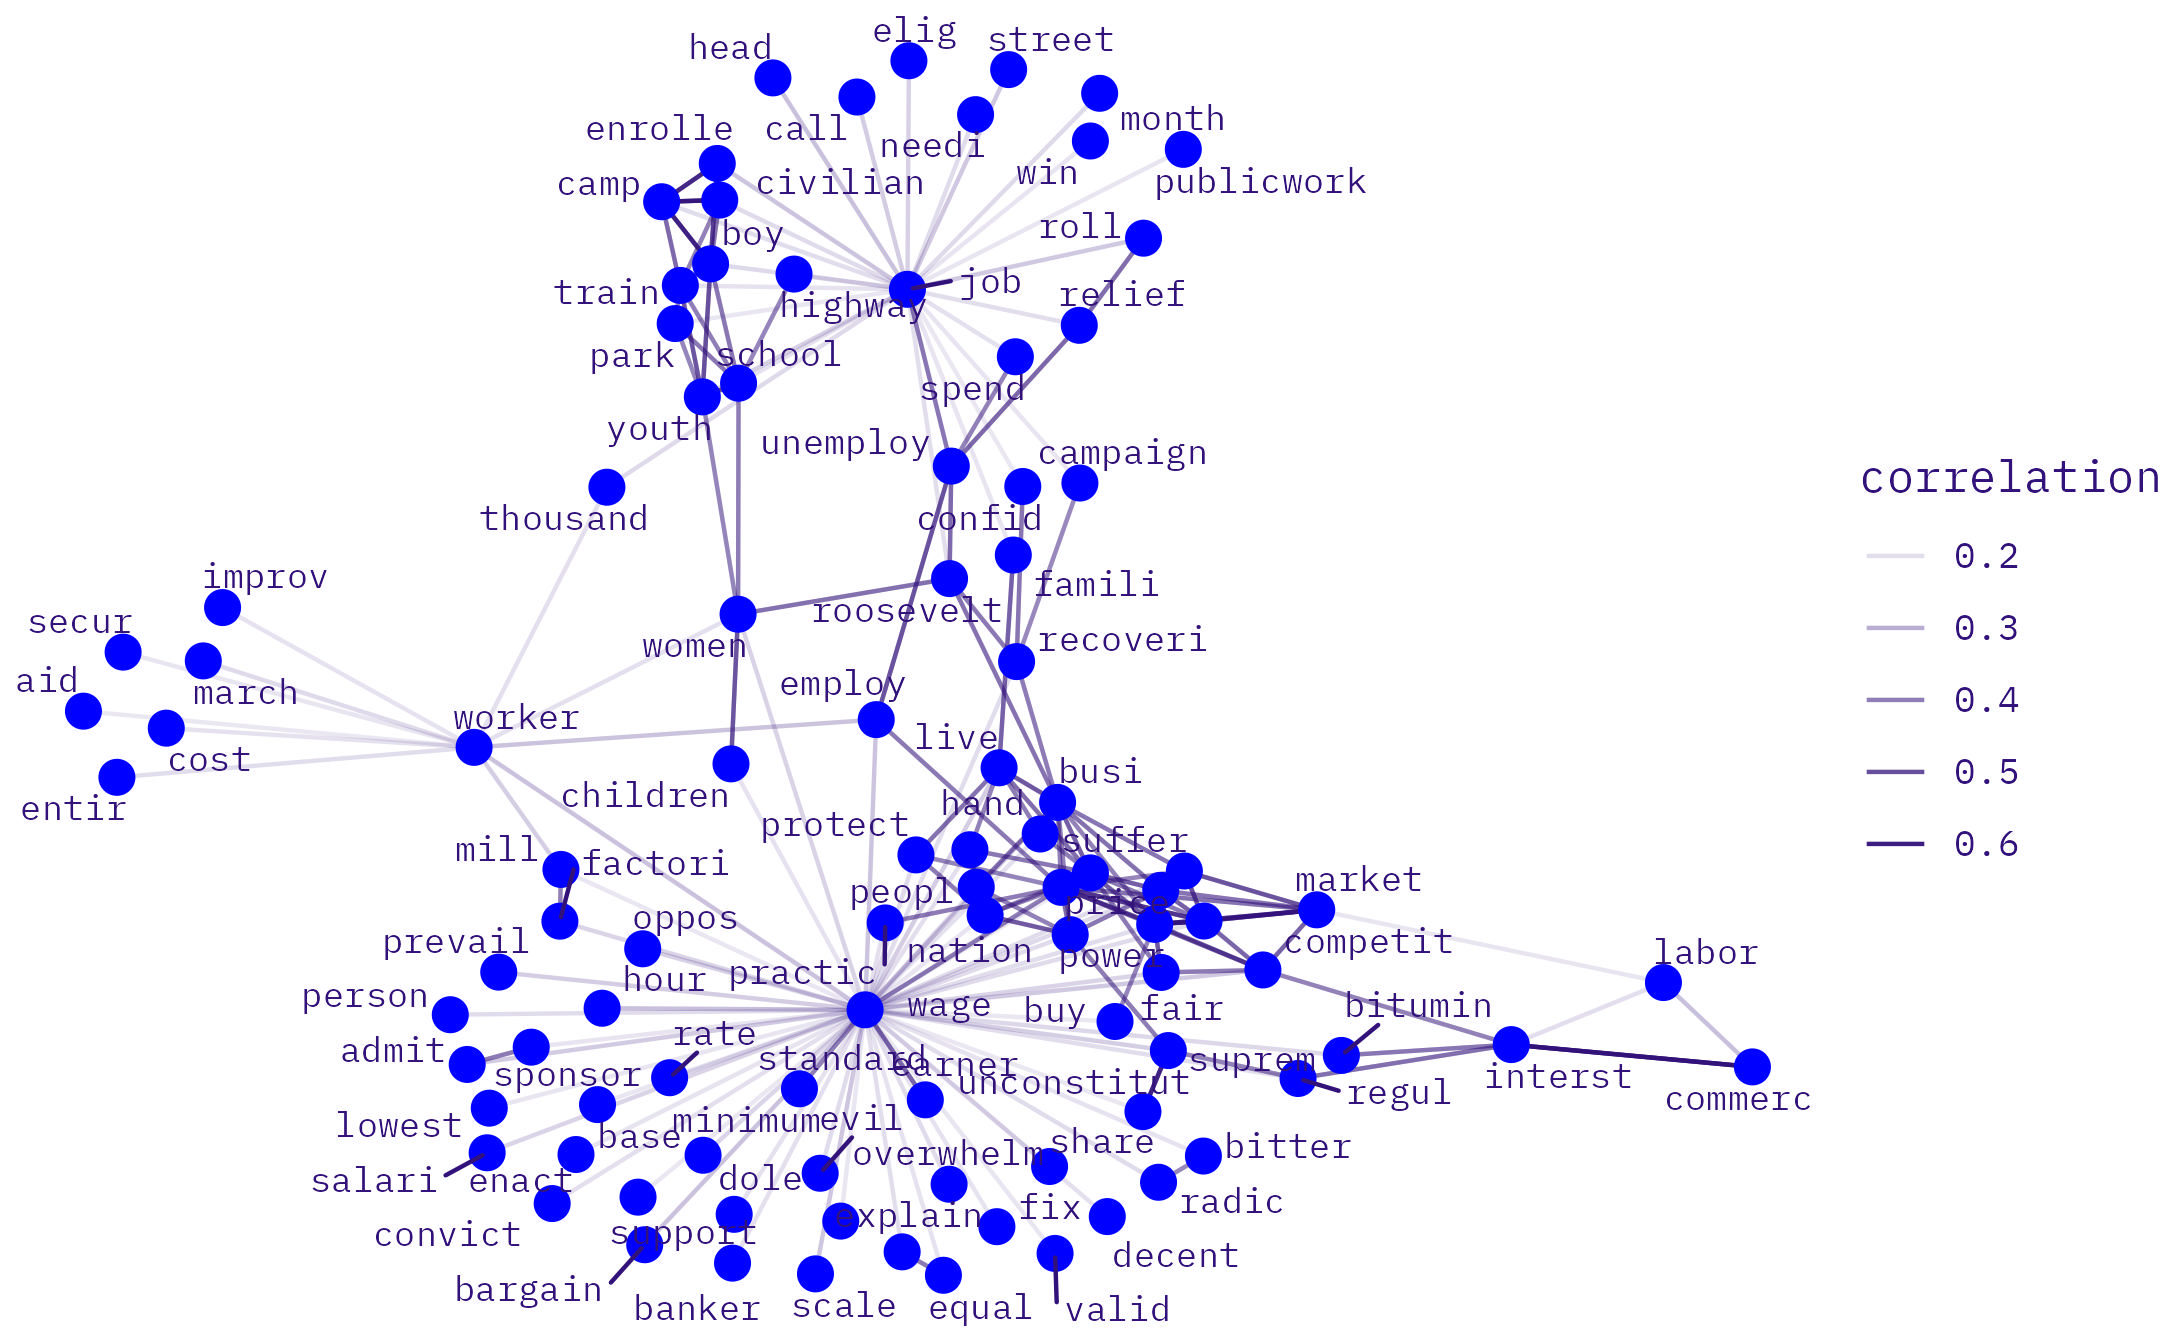 elig
street
head
month
enrolle
call
needi
win
camp
civilian
publicwork
roll
boy
job
train
highway
relief
park
school
spend
youth
unemploy
campaign
correlation
thousand
confid
0.2
improv
famili
secur
roosevelt
0.3
women
recoveri
aid
march
employ
0.4
worker
live
cost
busi
0.5
children
hand
entir
protect
suffer
0.6
mill
factori
market
peopl
price
oppos
prevail
nation
competit
power
labor
hour
practic
person
wage
buy
fair
bitumin
rate
admit
standard
earner
suprem
sponsor
unconstitut
interst
regul
commerc
lowest
minimum
evil
base
share
overwhelm
bitter
salari
enact
dole
radic
fix
explain
convict
support
decent
bargain
banker
scale
equal
valid